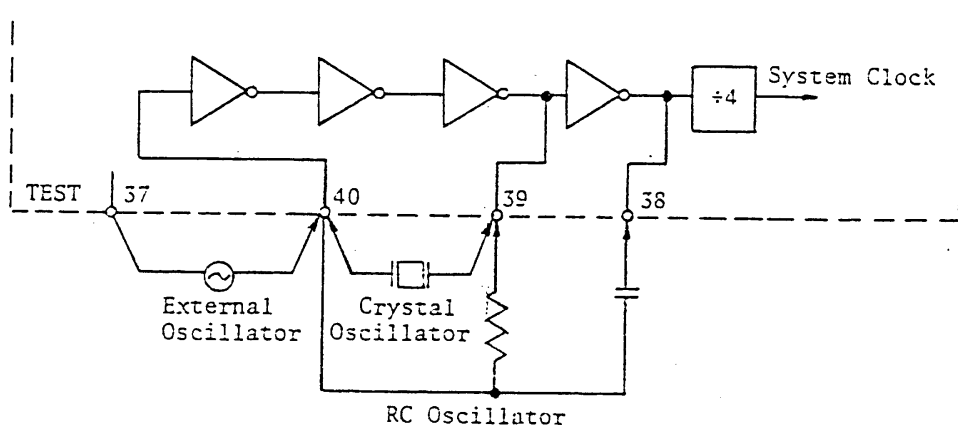 System Clock
÷4
TEST
37
40
39
38
External
Oscillator
Crystal
Oscillator
RC Oscillator